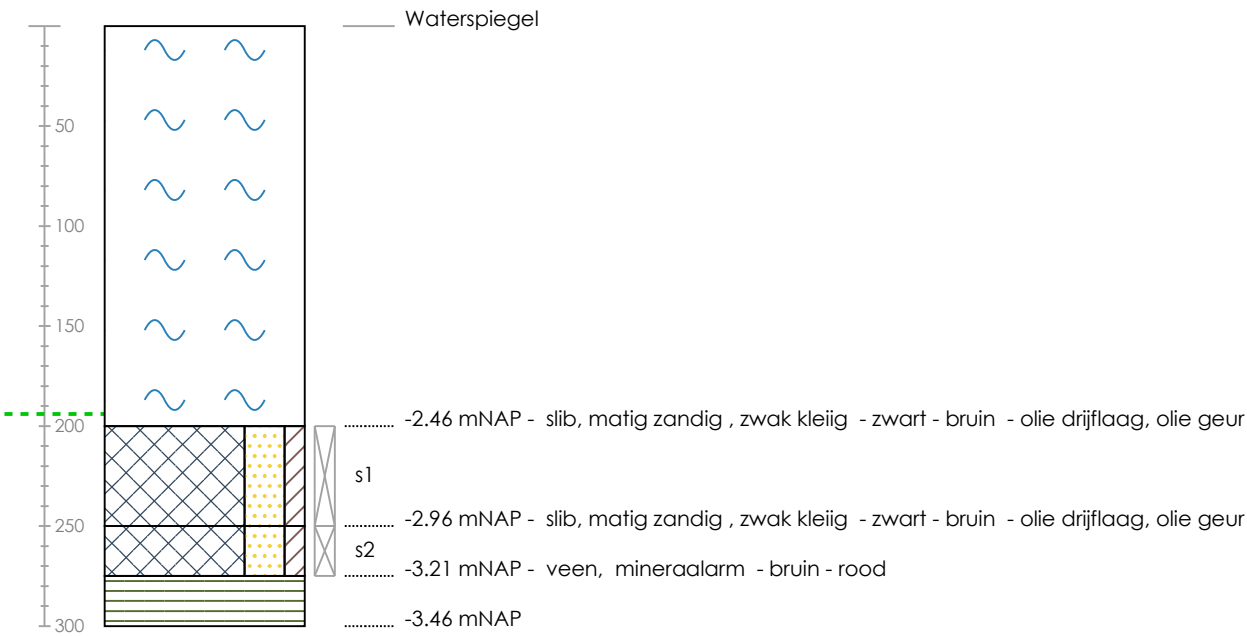 Waterspiegel
50
100
150
200
-2.46 mNAP - slib, matig zandig , zwak kleiig - zwart - bruin - olie drijflaag, olie geur
s1
250
-2.96 mNAP - slib, matig zandig , zwak kleiig - zwart - bruin - olie drijflaag, olie geur
s2
-3.21 mNAP - veen, mineraalarm - bruin - rood
300
-3.46 mNAP